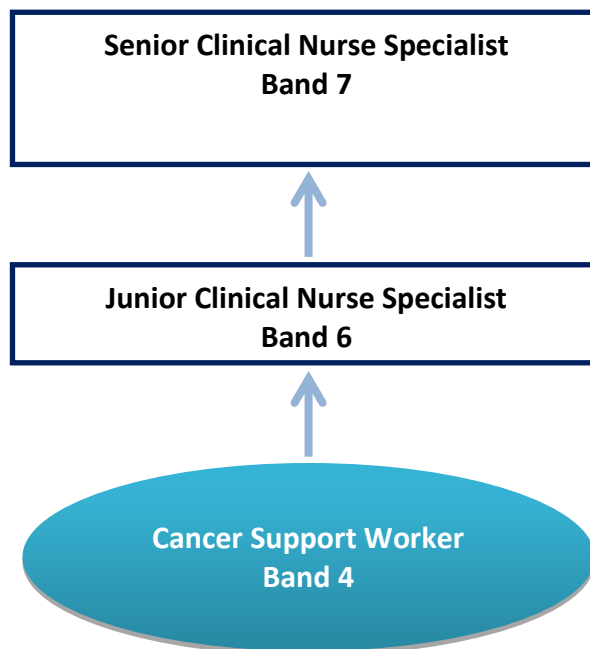 Senior Clinical Nurse Specialist
Band 7
Junior Clinical Nurse Specialist
Band 6
Cancer Support Worker
Band 4